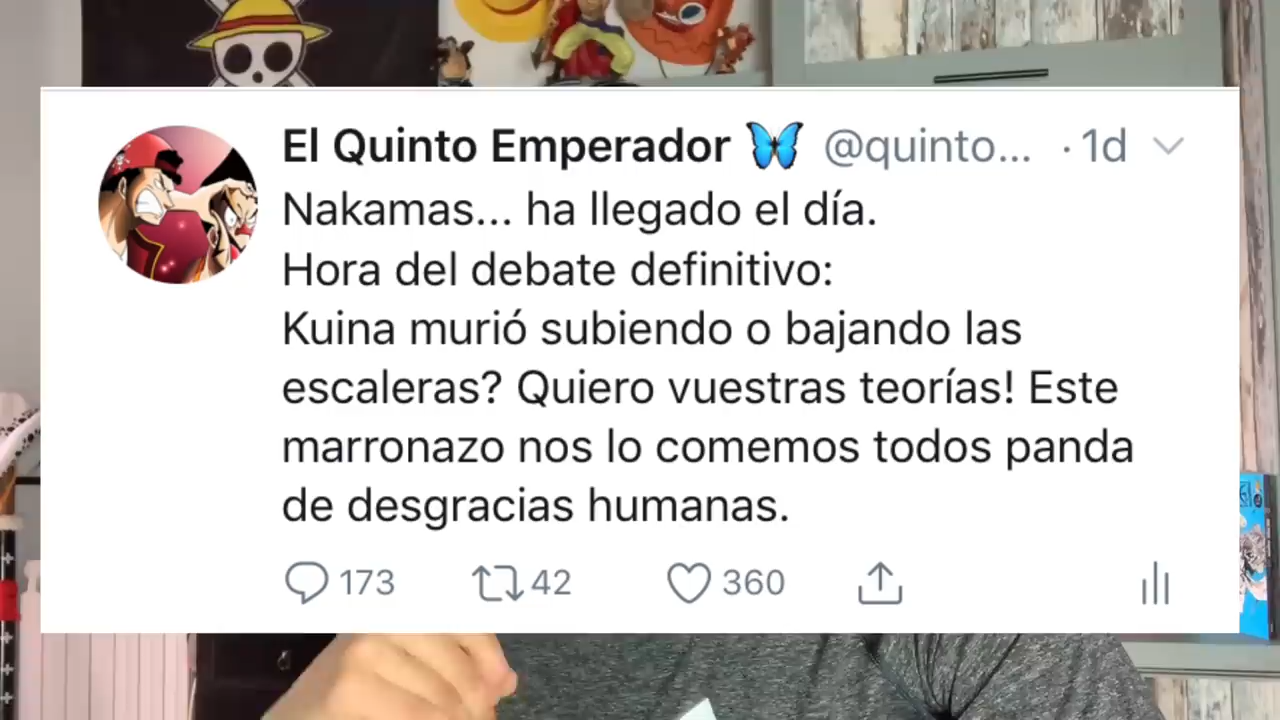 El Quinto Emperador 🦋 @quinto... · 1d
Nakamas... ha llegado el día.
Hora del debate definitivo:
Kuina murió subiendo o bajando las
escaleras? Quiero vuestras teorías! Este
marronazo nos lo comemos todos panda
de desgracias humanas.
173 42 360